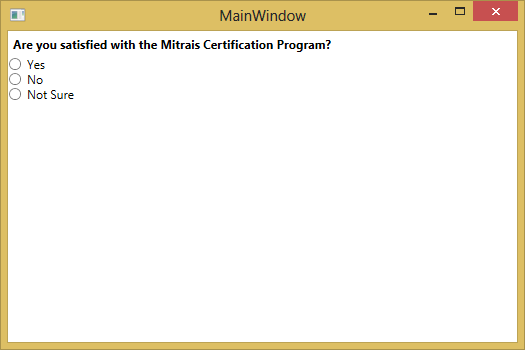 MainWindow
Are you satisfied with the Mitrais Certification Program?
Yes
No
Not Sure